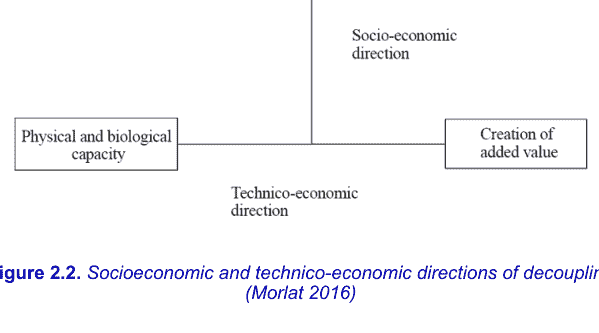 Socio-economic
direction
Physical and biological
capacity
Creation of
added value
Technico-economic
direction
igure 2.2. Socioeconomic and technico-economic directions of decouplin
(Morlat 2016)